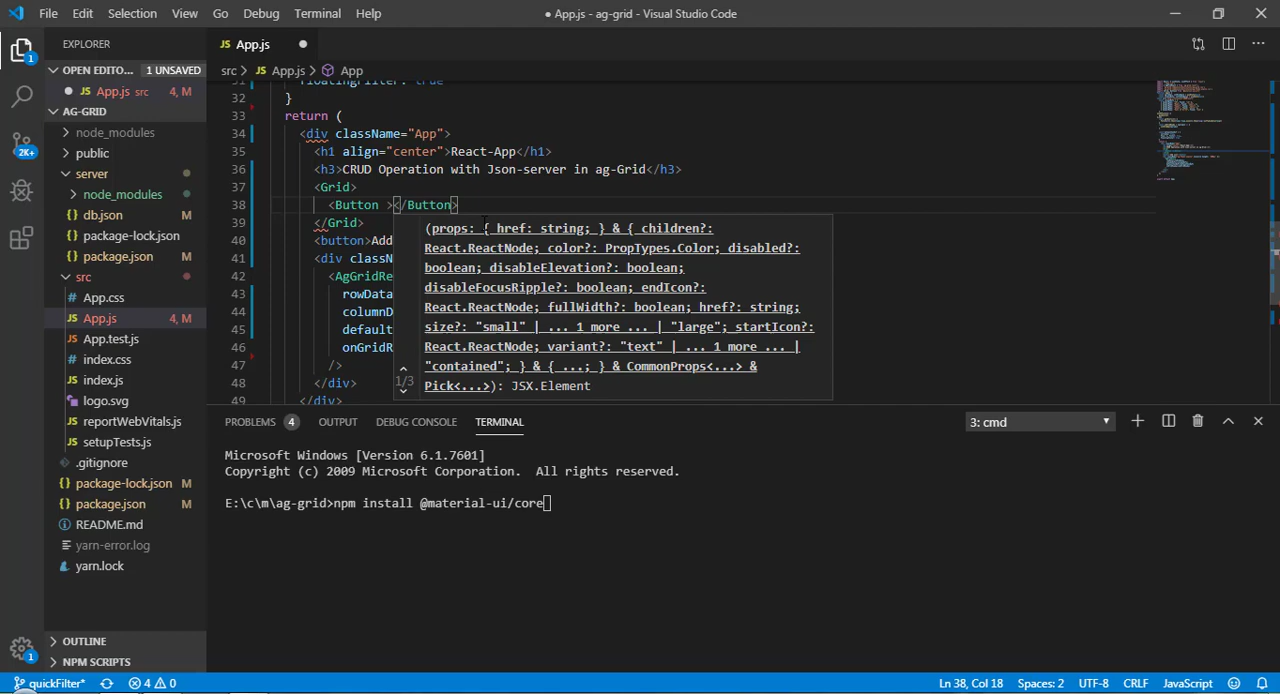 File Edit Selection View Go Debug Terminal Help
● App.js - ag-grid - Visual Studio Code
EXPLORER
OPEN EDITO... 1 UNSAVED
App.js src 4, M
AG-GRID
node_modules
public
server
node_modules
db.json
package-lock.json
package.json
src
App.css
App.js 4, M
App.test.js
index.css
index.js
logo.svg
reportWebVitals.js
setupTests.js
.gitignore
package-lock.json M
package.json M
README.md
yarn-error.log
yarn.lock
OUTLINE
NPM SCRIPTS
2K+
1
1
JS App.js ●
src > JS App.js > App
31 floatingFilter: true
32 }
33 return (
34 <div className="App">
35 <h1 align="center">React-App</h1>
36 <h3>CRUD Operation with Json-server in ag-Grid</h3>
37 <Grid>
38 <Button ></Button>
39 </Grid>
40 <button>Add
41 <div classN
42 <AgGridRe
43 rowData
44 columnD
45 default
46 onGridR
47 />
48 </div>
49 </div>
(props: { href: string; } & { children?:
React.ReactNode; color?: PropTypes.Color; disabled?:
boolean; disableElevation?: boolean;
disableFocusRipple?: boolean; endIcon?:
React.ReactNode; fullWidth?: boolean; href?: string;
size?: "small" | ... 1 more ... | "large"; startIcon?:
React.ReactNode; variant?: "text" | ... 1 more ... |
"contained"; } & { ...; } & CommonProps<...> &
1/3 Pick<...>): JSX.Element
PROBLEMS 4 OUTPUT DEBUG CONSOLE TERMINAL 3: cmd
Microsoft Windows [Version 6.1.7601]
Copyright (c) 2009 Microsoft Corporation. All rights reserved.
E:\c\m\ag-grid>npm install @material-ui/core
quickFilter* 4 0 Ln 38, Col 18 Spaces: 2 UTF-8 CRLF JavaScript